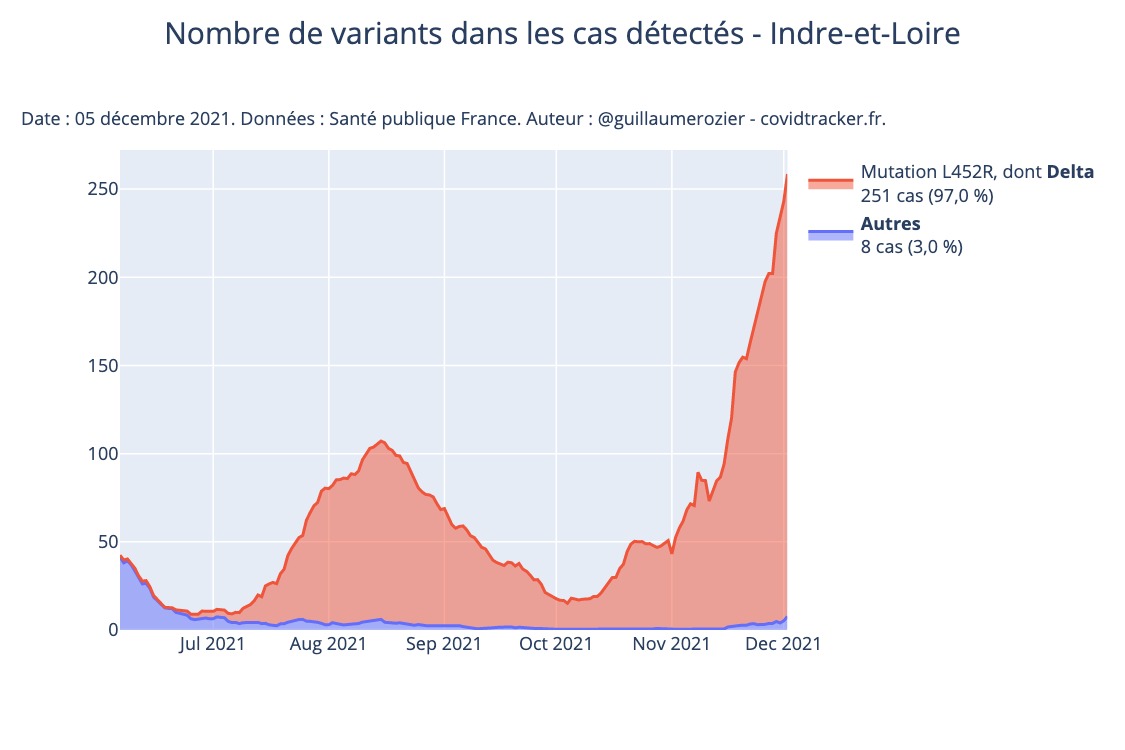 Nombre de variants dans les cas détectés - Indre-et-Loire
Date : 05 décembre 2021. Données : Santé publique France. Auteur : @guillaumerozier - covidtracker.fr.
Mutation L452R, dont Delta
251 cas (97,0 %)
Autres
8 cas (3,0 %)
250
200
150
100
50
0
Jul 2021
Aug 2021
Sep 2021
Oct 2021
Nov 2021
Dec 2021